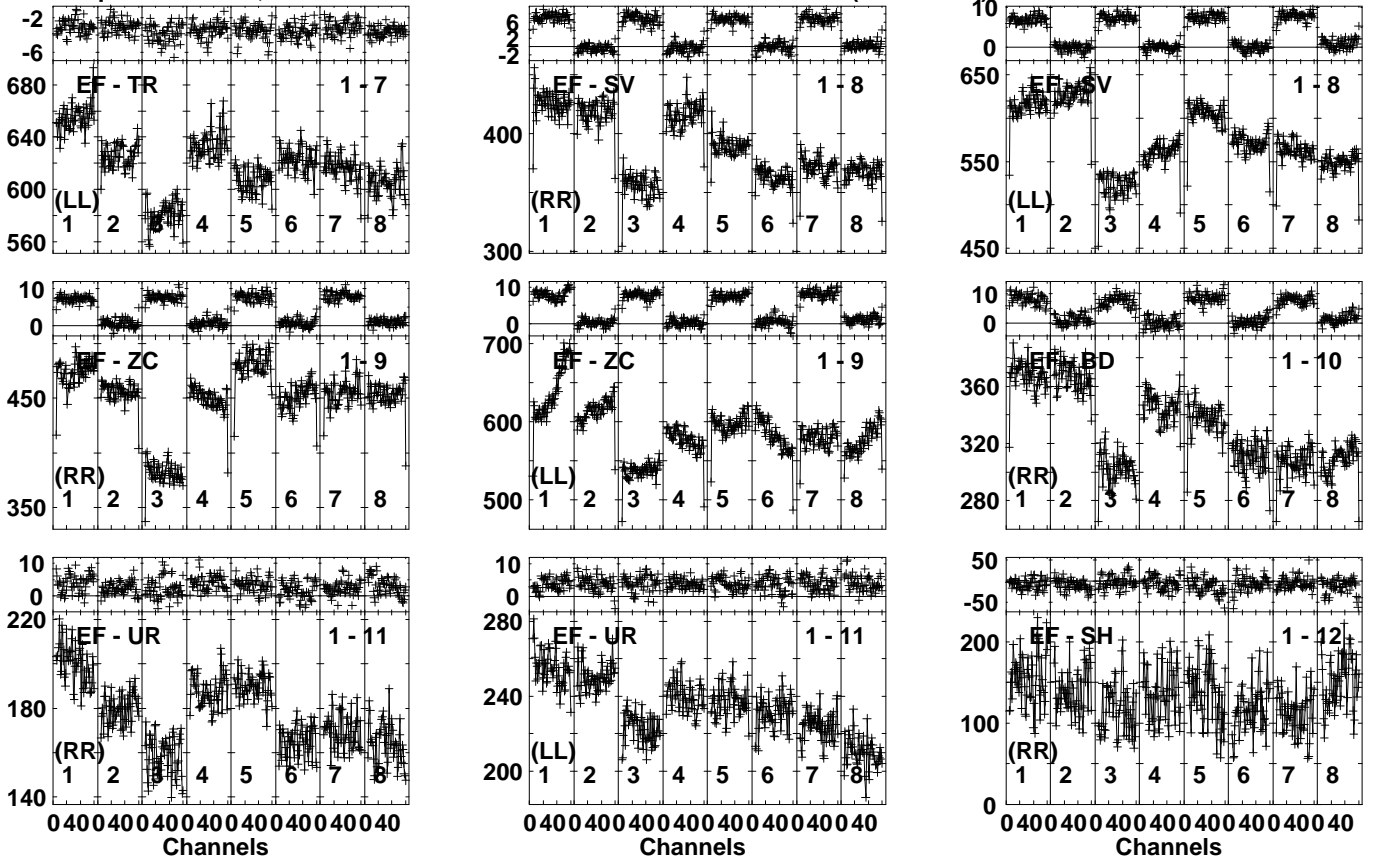 -2 6 10
-6 2 0
-2
680 EF - TR 1 - 7 EF - SV 1 - 8 650 EF - SV 1 - 8
640 400
600 550
(LL) (RR) (LL)
1 2 3 4 5 6 7 8 1 2 3 4 5 6 7 8 1 2 3 4 5 6 7 8
560 300 450
10 10 10
0 0 0
EF - ZC 1 - 9 700 EF - ZC 1 - 9 EF - BD 1 - 10
450 600 360
320
(RR) (LL) (RR)
1 2 3 4 5 6 7 8 1 2 3 4 5 6 7 8 1 2 3 4 5 6 7 8
350 500 280
10 10 50
0 0 -50
220 EF - UR 1 - 11 280 EF - UR 1 - 11 200 EF - SH 1 - 12
180 240 100
(RR) (LL) (RR)
1 2 3 4 5 6 7 8 1 2 3 4 5 6 7 8 1 2 3 4 5 6 7 8
140 200 0
0 40 0 40 0 40 0 40 0 40 0 40 0 40 0 40 0 40 0 40 0 40 0 40 0 40 0 40 0 40 0 40 0 40 0 40 0 40 0 40 0 40 0 40 0 40 0 40
Channels Channels Channels